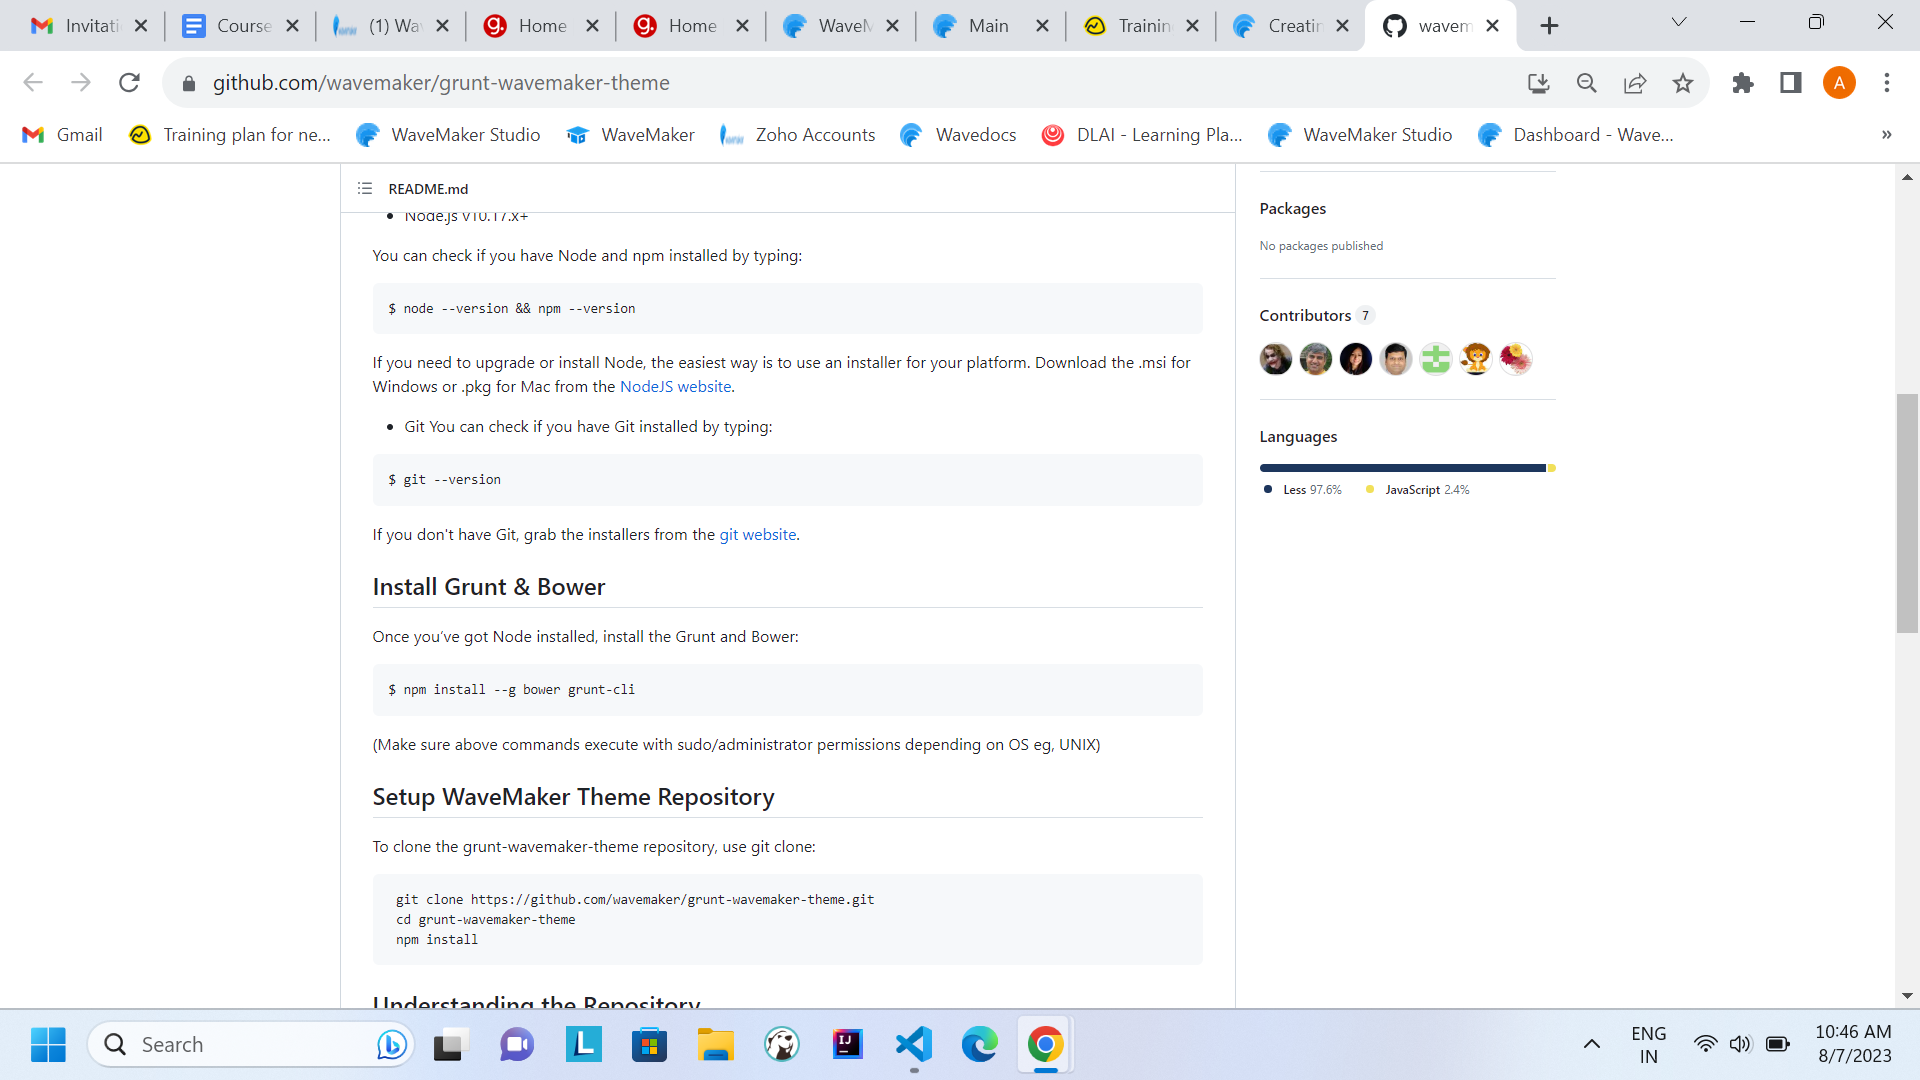 Invitati
Course
(1) Wav
Home
Home
WaveM
Main
Training
Creatin
wavem
github.com/wavemaker/grunt-wavemaker-theme
A
Gmail
Training plan for ne...
WaveMaker Studio
WaveMaker
Zoho Accounts
Wavedocs
DLAI - Learning Pla...
WaveMaker Studio
Dashboard - Wave...
»
README.md
• Node.js v10.17.x+
You can check if you have Node and npm installed by typing:
$ node --version && npm --version
If you need to upgrade or install Node, the easiest way is to use an installer for your platform. Download the .msi for
Windows or .pkg for Mac from the NodeJS website.
• Git You can check if you have Git installed by typing:
$ git --version
If you don't have Git, grab the installers from the git website.
Install Grunt & Bower
Once you’ve got Node installed, install the Grunt and Bower:
$ npm install --g bower grunt-cli
(Make sure above commands execute with sudo/administrator permissions depending on OS eg, UNIX)
Setup WaveMaker Theme Repository
To clone the grunt-wavemaker-theme repository, use git clone:
git clone https://github.com/wavemaker/grunt-wavemaker-theme.git
cd grunt-wavemaker-theme
npm install
Understanding the Repository
Packages
No packages published
Contributors 7
Languages
Less 97.6%
JavaScript 2.4%
Search
ENG
IN
10:46 AM
8/7/2023